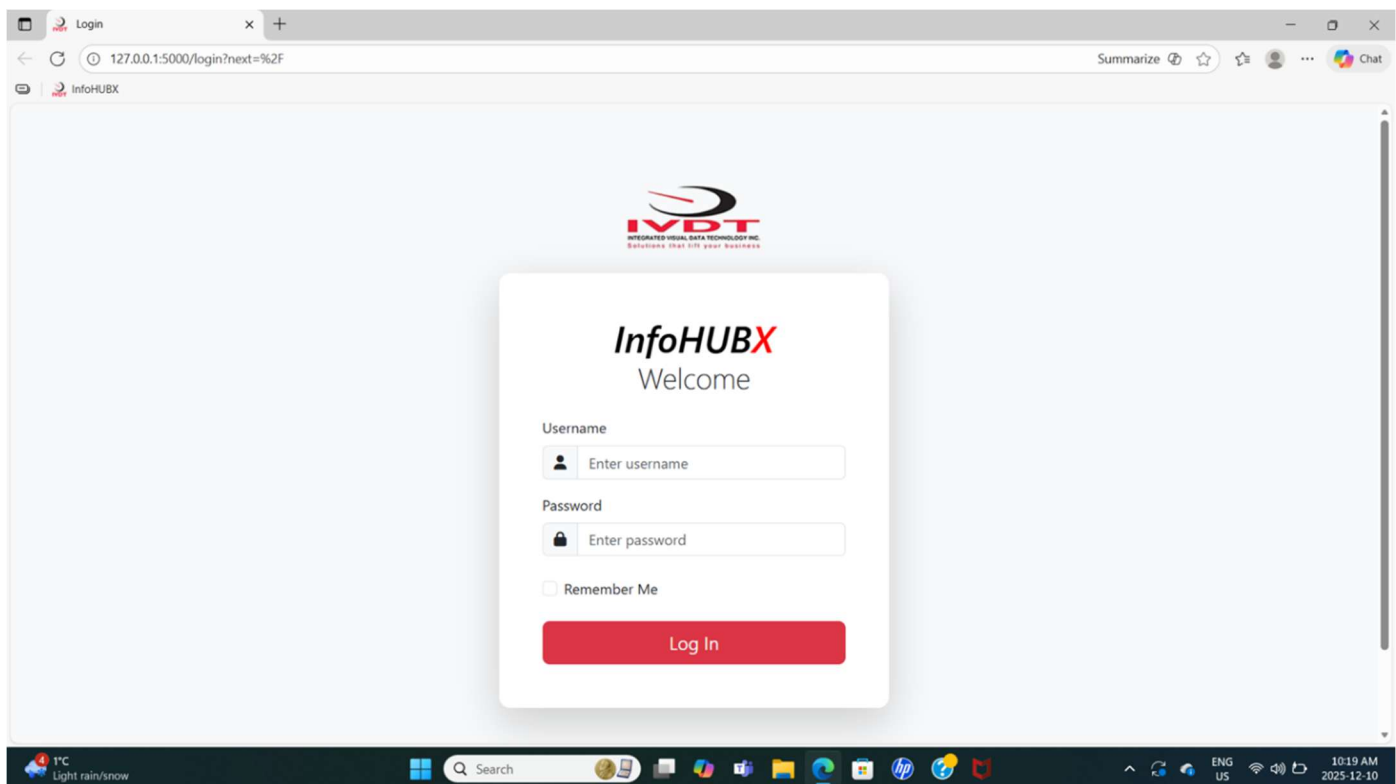 Login
127.0.0.1:5000/login?next=%2F
Summarize
Chat
InfoHUBX
IVDT
INTEGRATED VISUAL DATA TECHNOLOGY INC.
Solutions that lift your business
InfoHUBX
Welcome
Username
Enter username
Password
Enter password
Remember Me
Log In
4
1°C
Light rain/snow
Search
hp
ENG
US
10:19 AM
2025-12-10